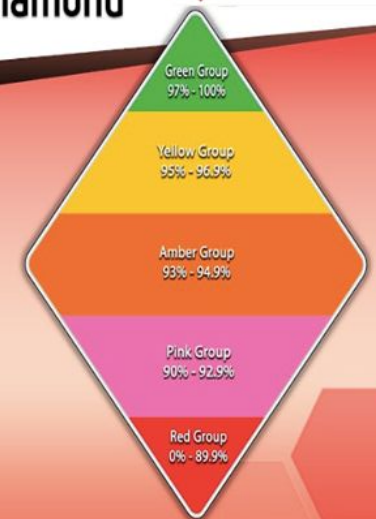 Green Group
97% - 100%
Yellow Group
95% - 96.9%
Amber Group
93% - 94.9%
Pink Group
90% - 92.9%
Red Group
0% - 89.9%